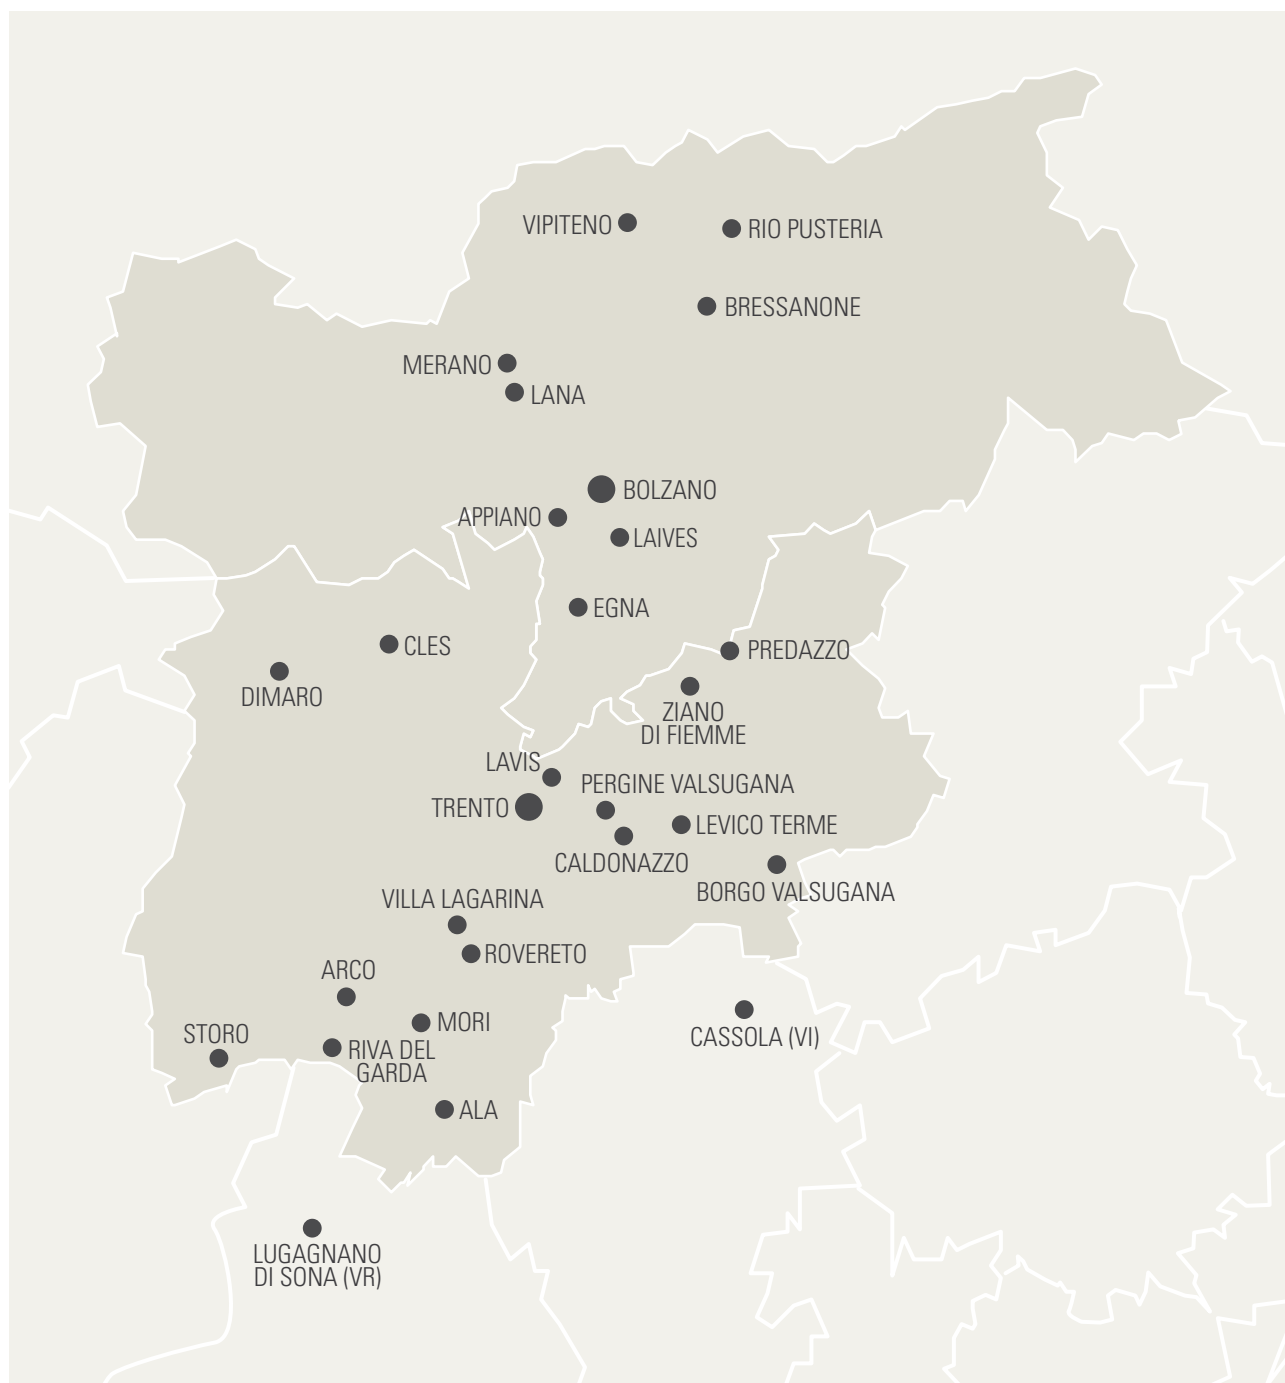 VIPITENO
RIO PUSTERIA
BRESSANONE
MERANO
LANA
BOLZANO
APPIANO
LAIVES
EGNA
CLES
PREDAZZO
DIMARO
ZIANO
DI FIEMME
LAVIS
PERGINE VALSUGANA
TRENTO
LEVICO TERME
CALDONAZZO
BORGO VALSUGANA
VILLA LAGARINA
ROVERETO
ARCO
MORI
STORO
CASSOLA (VI)
RIVA DEL
GARDA
ALA
LUGAGNANO
DI SONA (VR)